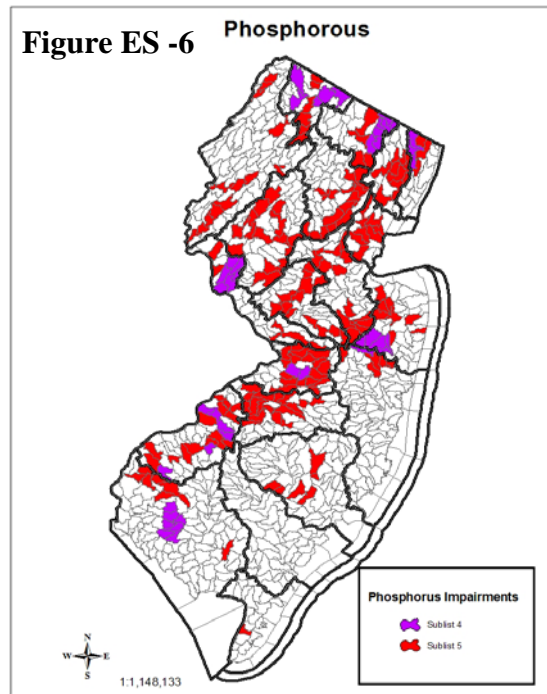 Figure ES -6
Phosphorous
Phosphorus Impairments
Sublist 4
Sublist 5
N
W E
S
1:1,148,133